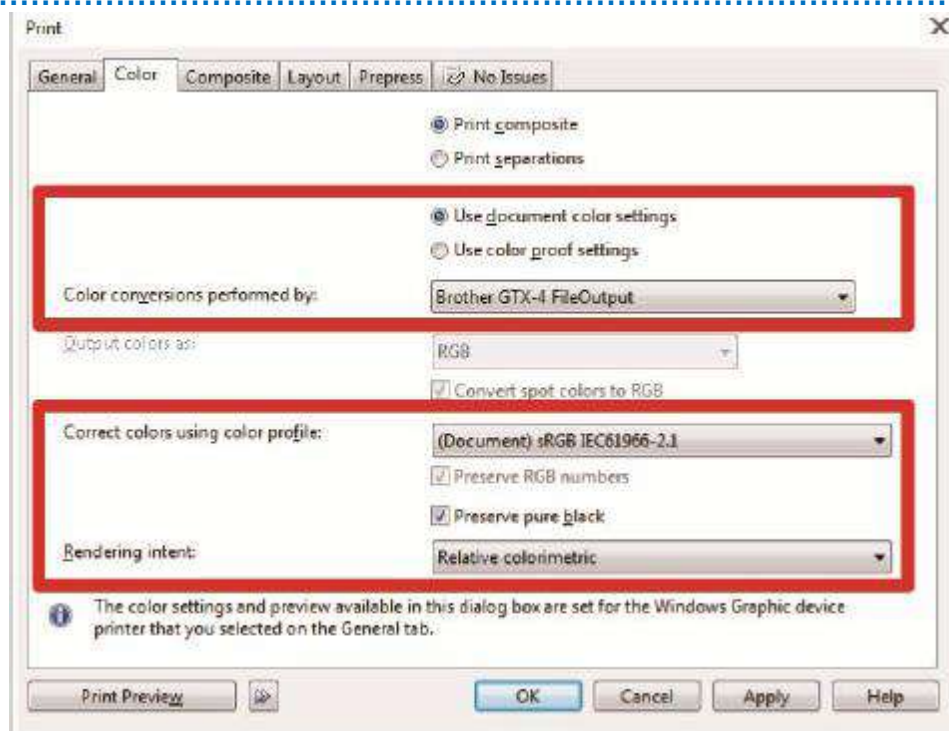 Print
General Color Composite Layout Prepress No Issues
Print composite
Print separations
Use document color settings
Use color proof settings
Color conversions performed by: Brother GTX-4 FileOutput
Output colors as: RGB
Convert spot colors to RGB
Correct colors using color profile: (Document) sRGB IEC61966-2.1
Preserve RGB numbers
Preserve pure black
Rendering intent: Relative colorimetric
The color settings and preview available in this dialog box are set for the Windows Graphic device
printer that you selected on the General tab.
Print Preview OK Cancel Apply Help